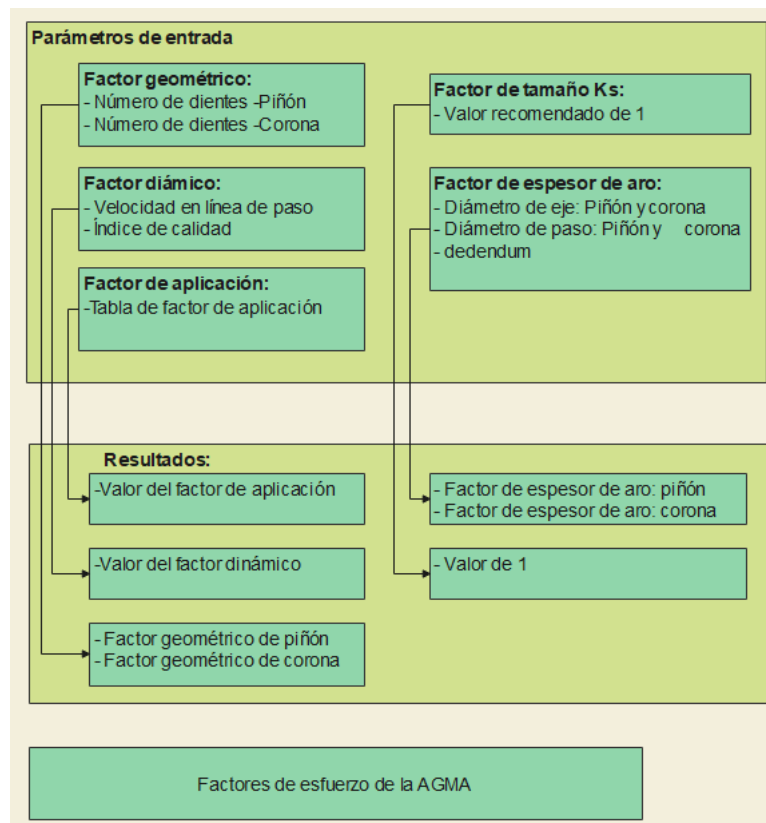 Parámetros de entrada
Factor geométrico:
- Número de dientes -Piñón
- Número de dientes -Corona
Factor diámico:
- Velocidad en línea de paso
- Índice de calidad
Factor de aplicación:
-Tabla de factor de aplicación
Factor de tamaño Ks:
- Valor recomendado de 1
Factor de espesor de aro:
- Diámetro de eje: Piñón y corona
- Diámetro de paso: Piñón y corona
- dedendum
Resultados:
-Valor del factor de aplicación
-Valor del factor dinámico
- Factor geométrico de piñón
- Factor geométrico de corona
- Factor de espesor de aro: piñón
- Factor de espesor de aro: corona
- Valor de 1
Factores de esfuerzo de la AGMA